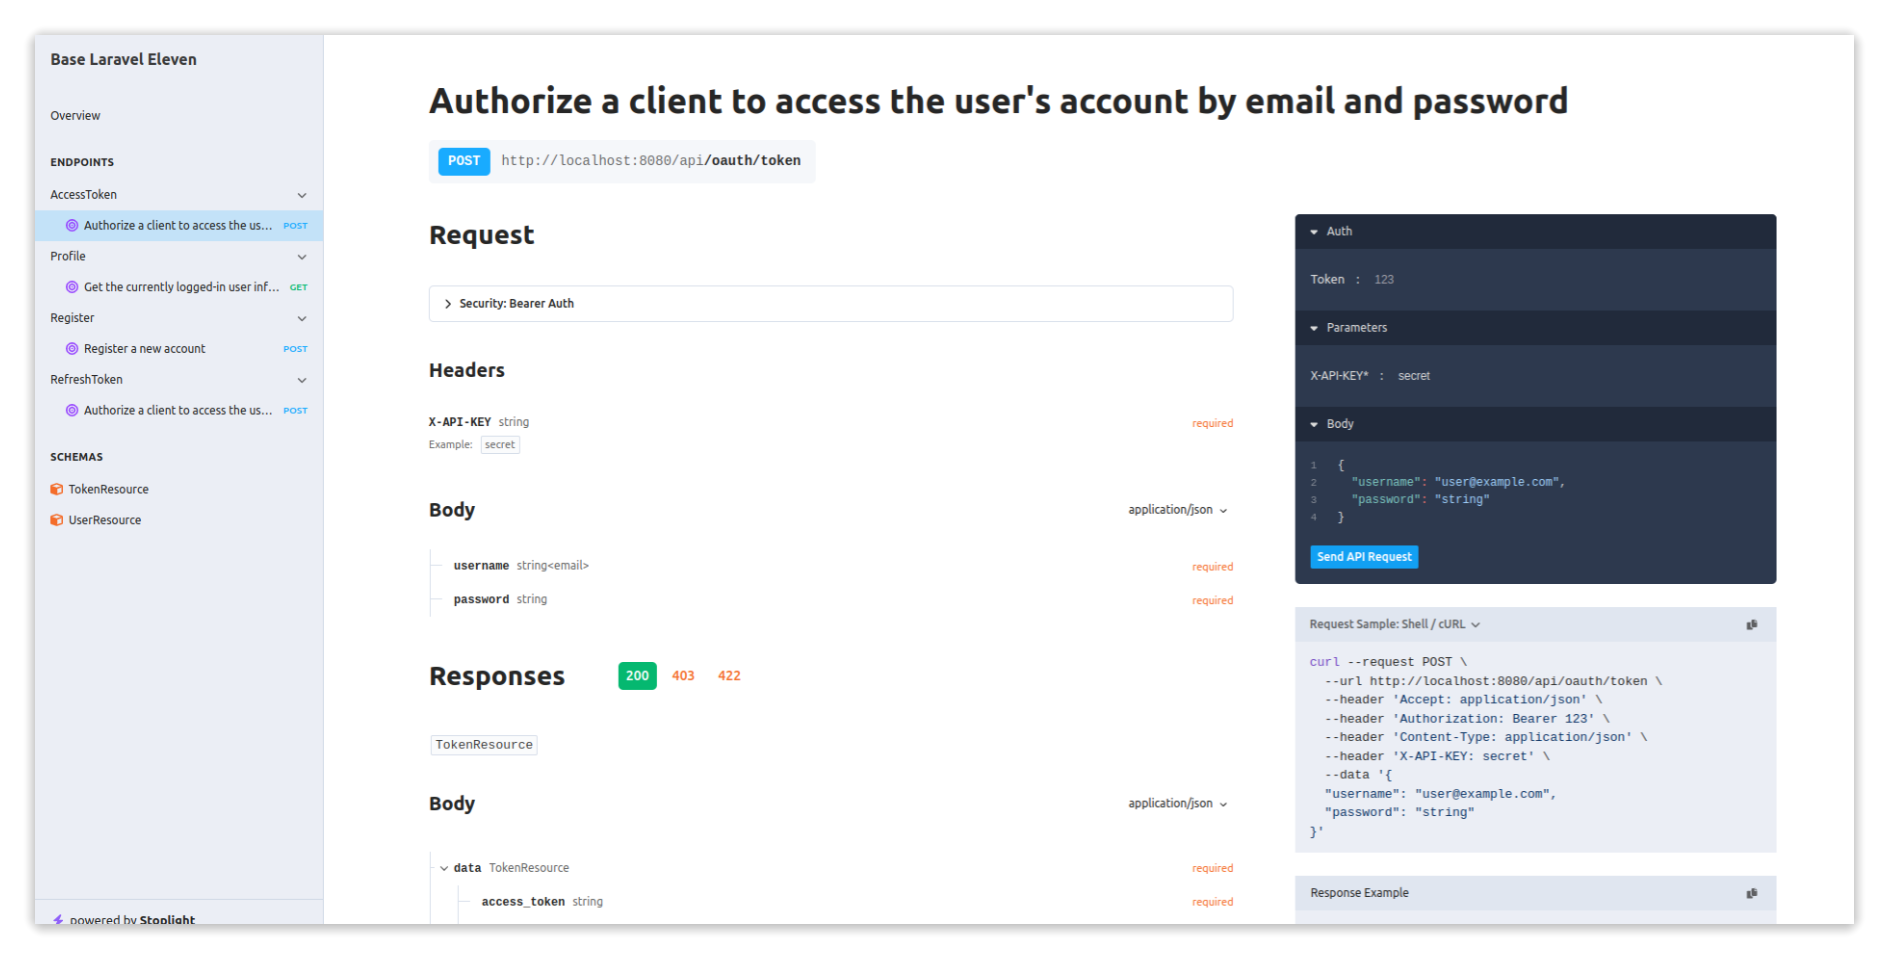 Base Laravel Eleven
Overview
ENDPOINTS
AccessToken
Authorize a client to access the us... POST
Profile
Get the currently logged-in user inf... GET
Register
Register a new account POST
RefreshToken
Authorize a client to access the us... POST
SCHEMAS
TokenResource
UserResource
powered by Stoplight
Authorize a client to access the user's account by email and password
POST http://localhost:8080/api/oauth/token
Request
Security: Bearer Auth
Headers
X-API-KEY string required
Example: secret
Body application/json
username string<email> required
password string required
Responses 200 403 422
TokenResource
Body application/json
data TokenResource required
access_token string required
Auth
Token : 123
Parameters
X-API-KEY* : secret
Body
1 {
2 "username": "user@example.com",
3 "password": "string"
4 }
Send API Request
Request Sample: Shell / cURL
curl --request POST \
--url http://localhost:8080/api/oauth/token \
--header 'Accept: application/json' \
--header 'Authorization: Bearer 123' \
--header 'Content-Type: application/json' \
--header 'X-API-KEY: secret' \
--data '{
"username": "user@example.com",
"password": "string"
}'
Response Example